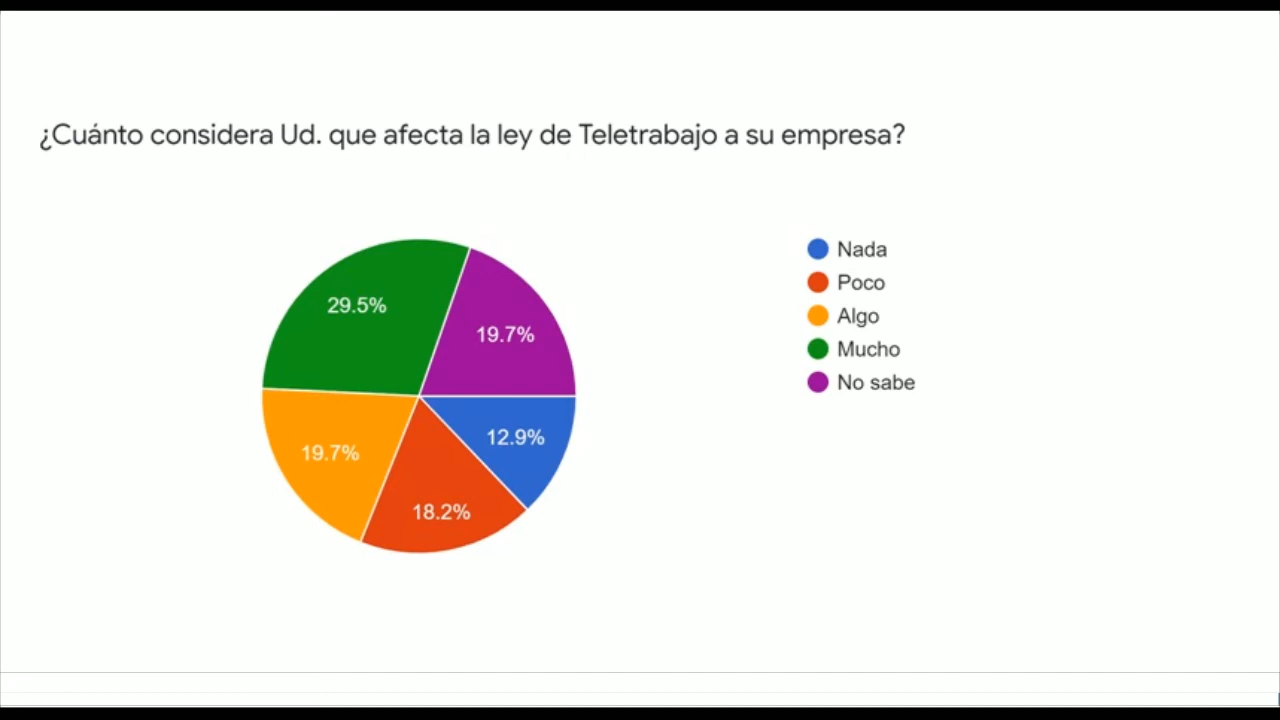 ¿Cuánto considera Ud. que afecta la ley de Teletrabajo a su empresa?
Nada
Poco
Algo
Mucho
No sabe
29.5%
19.7%
12.9%
19.7%
18.2%